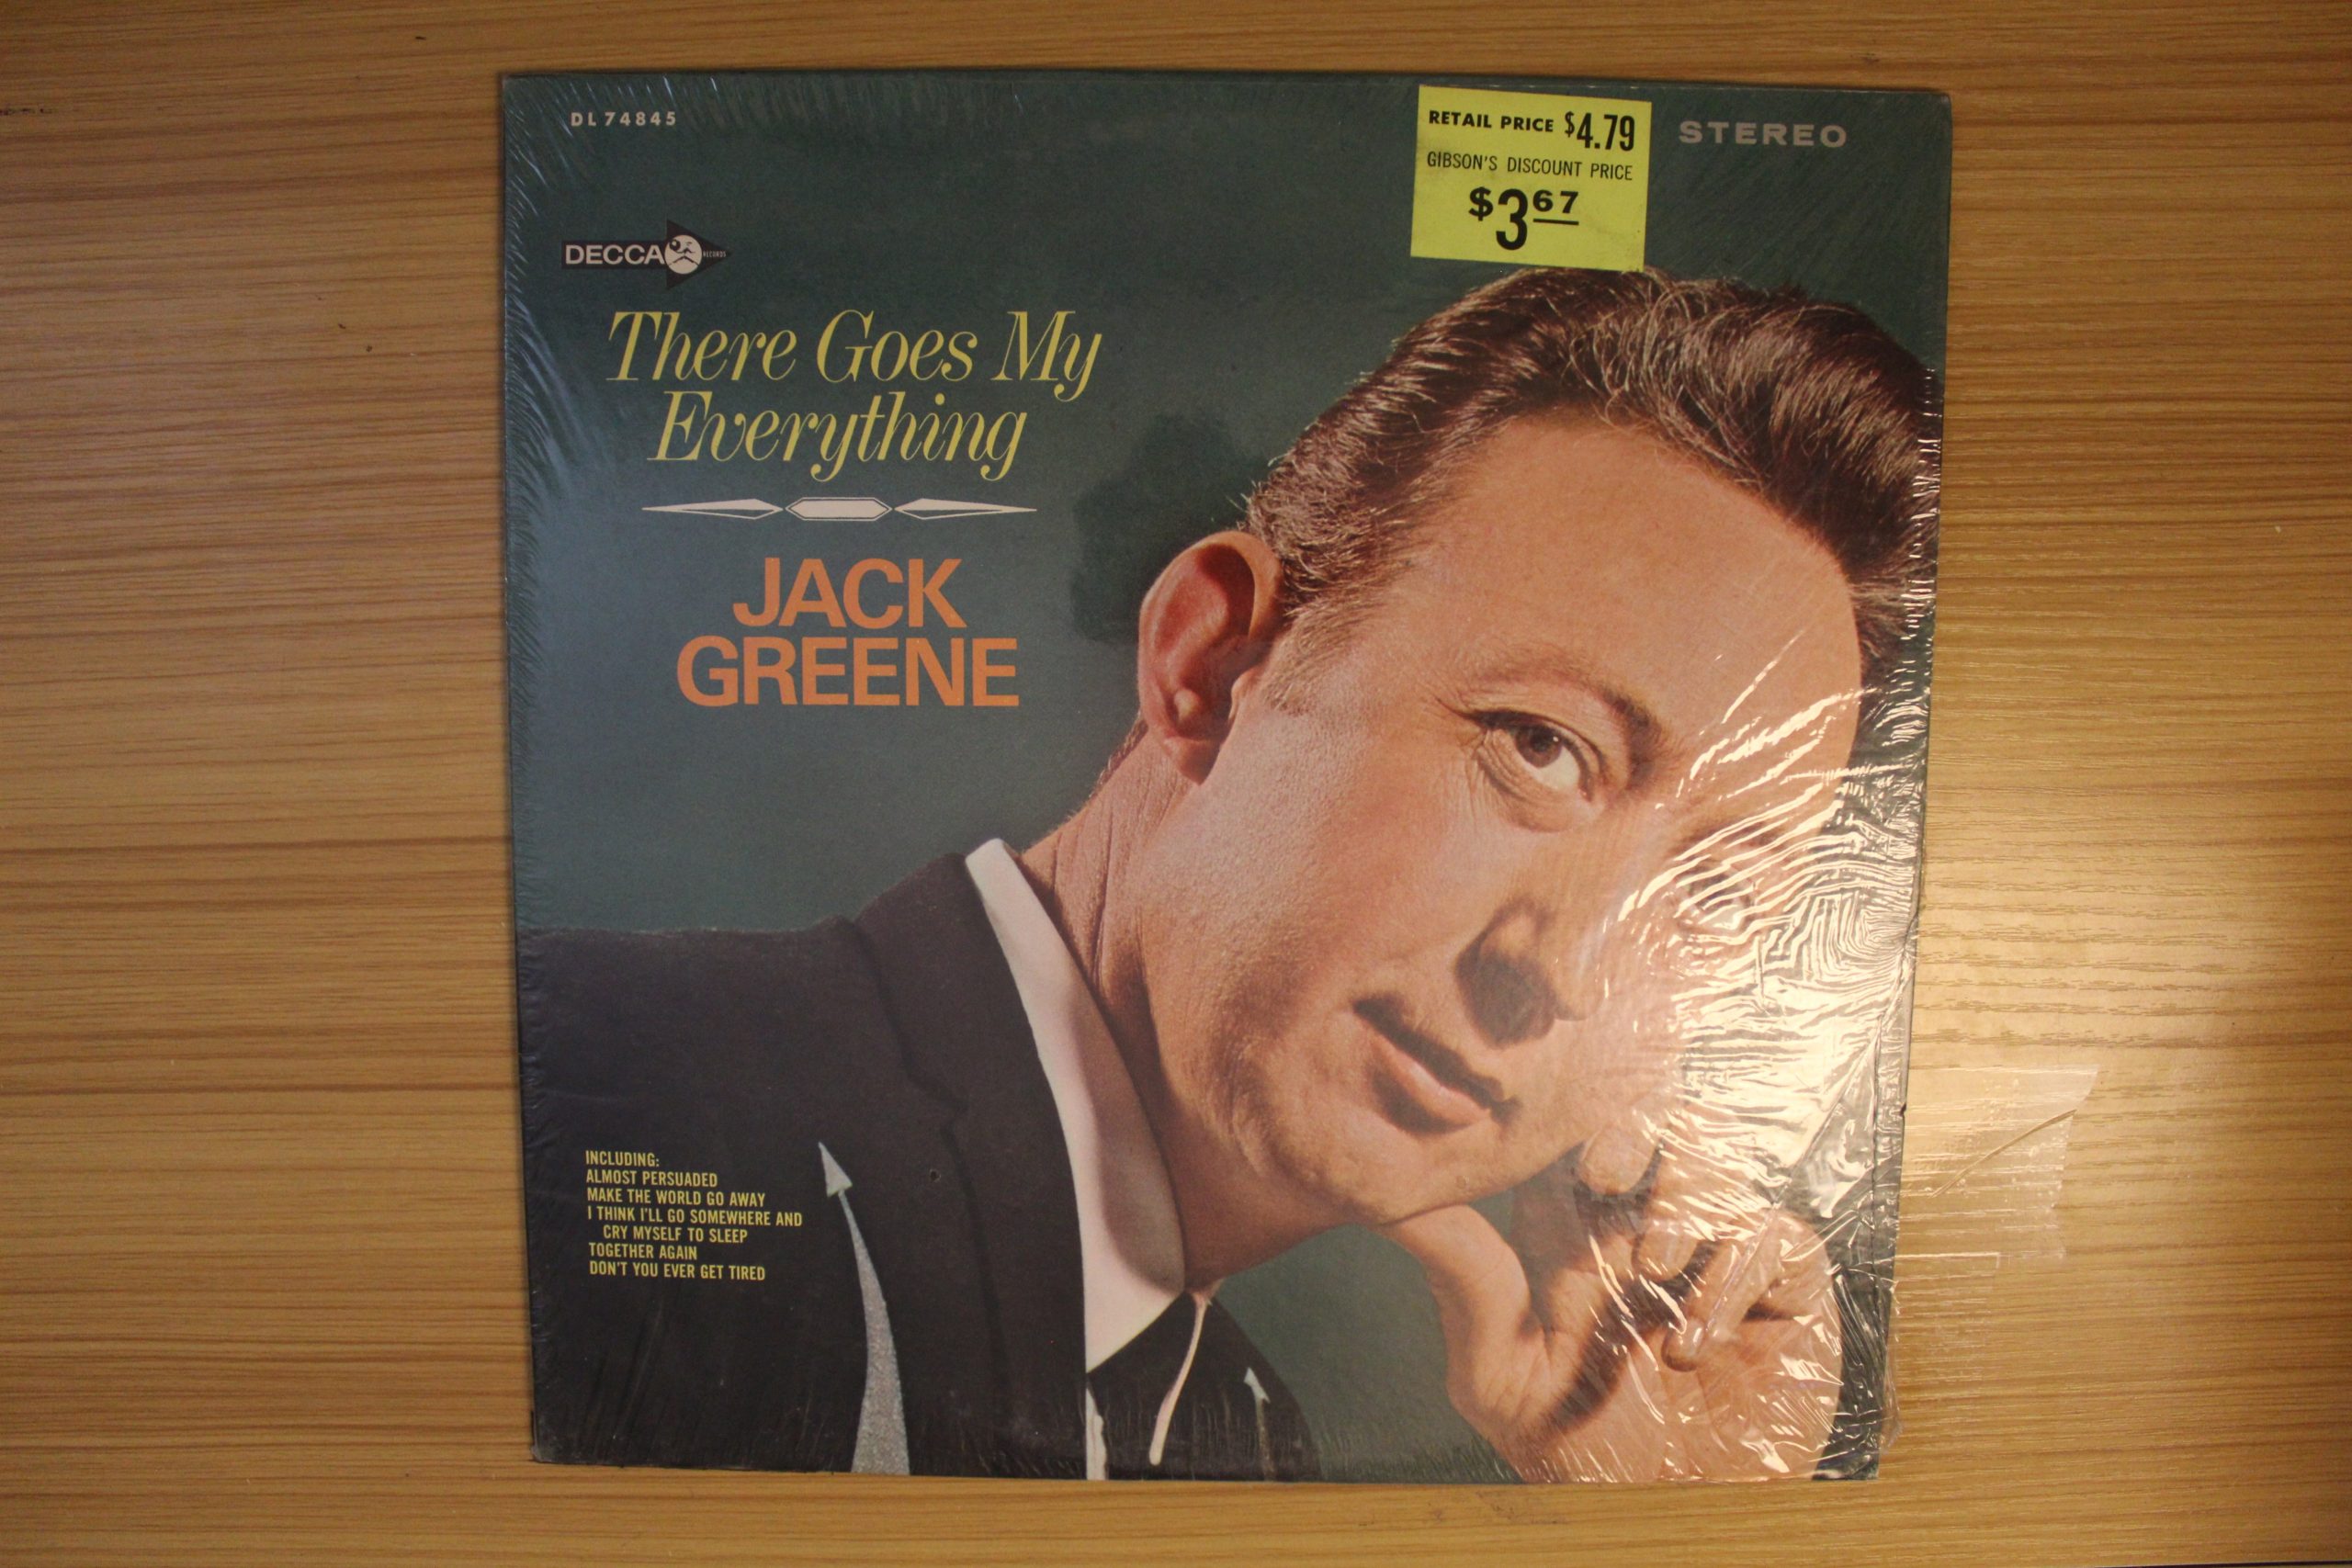 DL 74845
RETAIL PRICE $4.79
GIBSON'S DISCOUNT PRICE
$3 67
STEREO
DECCA RECORDS
There Goes My
Everything
JACK
GREENE
INCLUDING:
ALMOST PERSUADED
MAKE THE WORLD GO AWAY
I THINK I'LL GO SOMEWHERE AND
CRY MYSELF TO SLEEP
TOGETHER AGAIN
DON'T YOU EVER GET TIRED